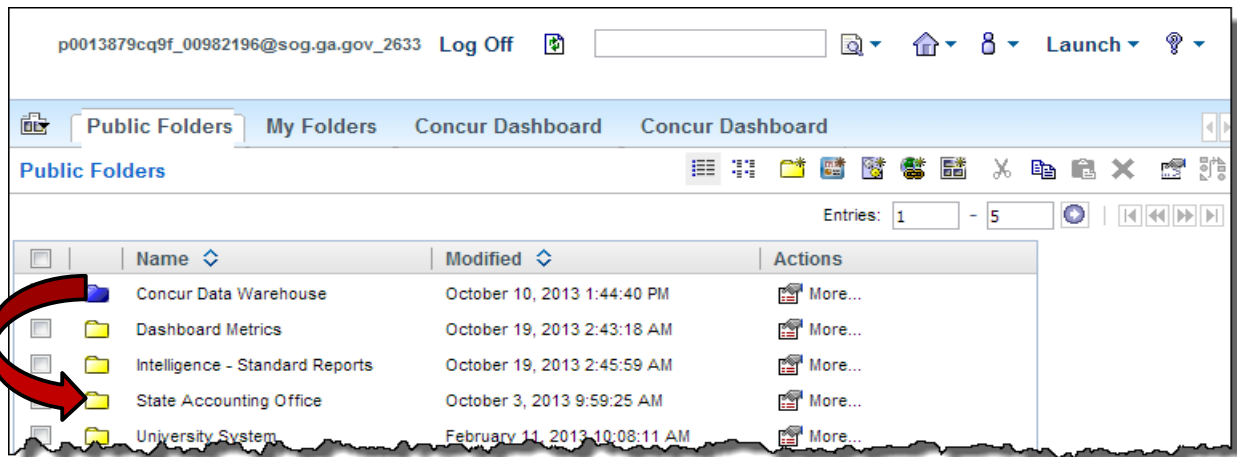 p0013879cq9f_00982196@sog.ga.gov_2633 Log Off Launch
Public Folders My Folders Concur Dashboard Concur Dashboard
Public Folders
Entries: 1 - 5
Name Modified Actions
Concur Data Warehouse October 10, 2013 1:44:40 PM More...
Dashboard Metrics October 19, 2013 2:43:18 AM More...
Intelligence - Standard Reports October 19, 2013 2:45:59 AM More...
State Accounting Office October 3, 2013 9:59:25 AM More...
University System February 11, 2013 10:08:11 AM More...